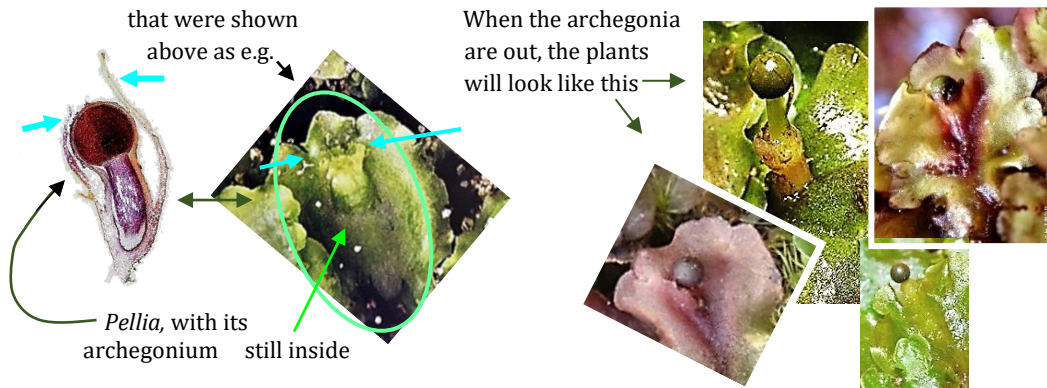 that were shown
above as e.g.
Pellia, with its
archegonium still inside
When the archegonia
are out, the plants
will look like this